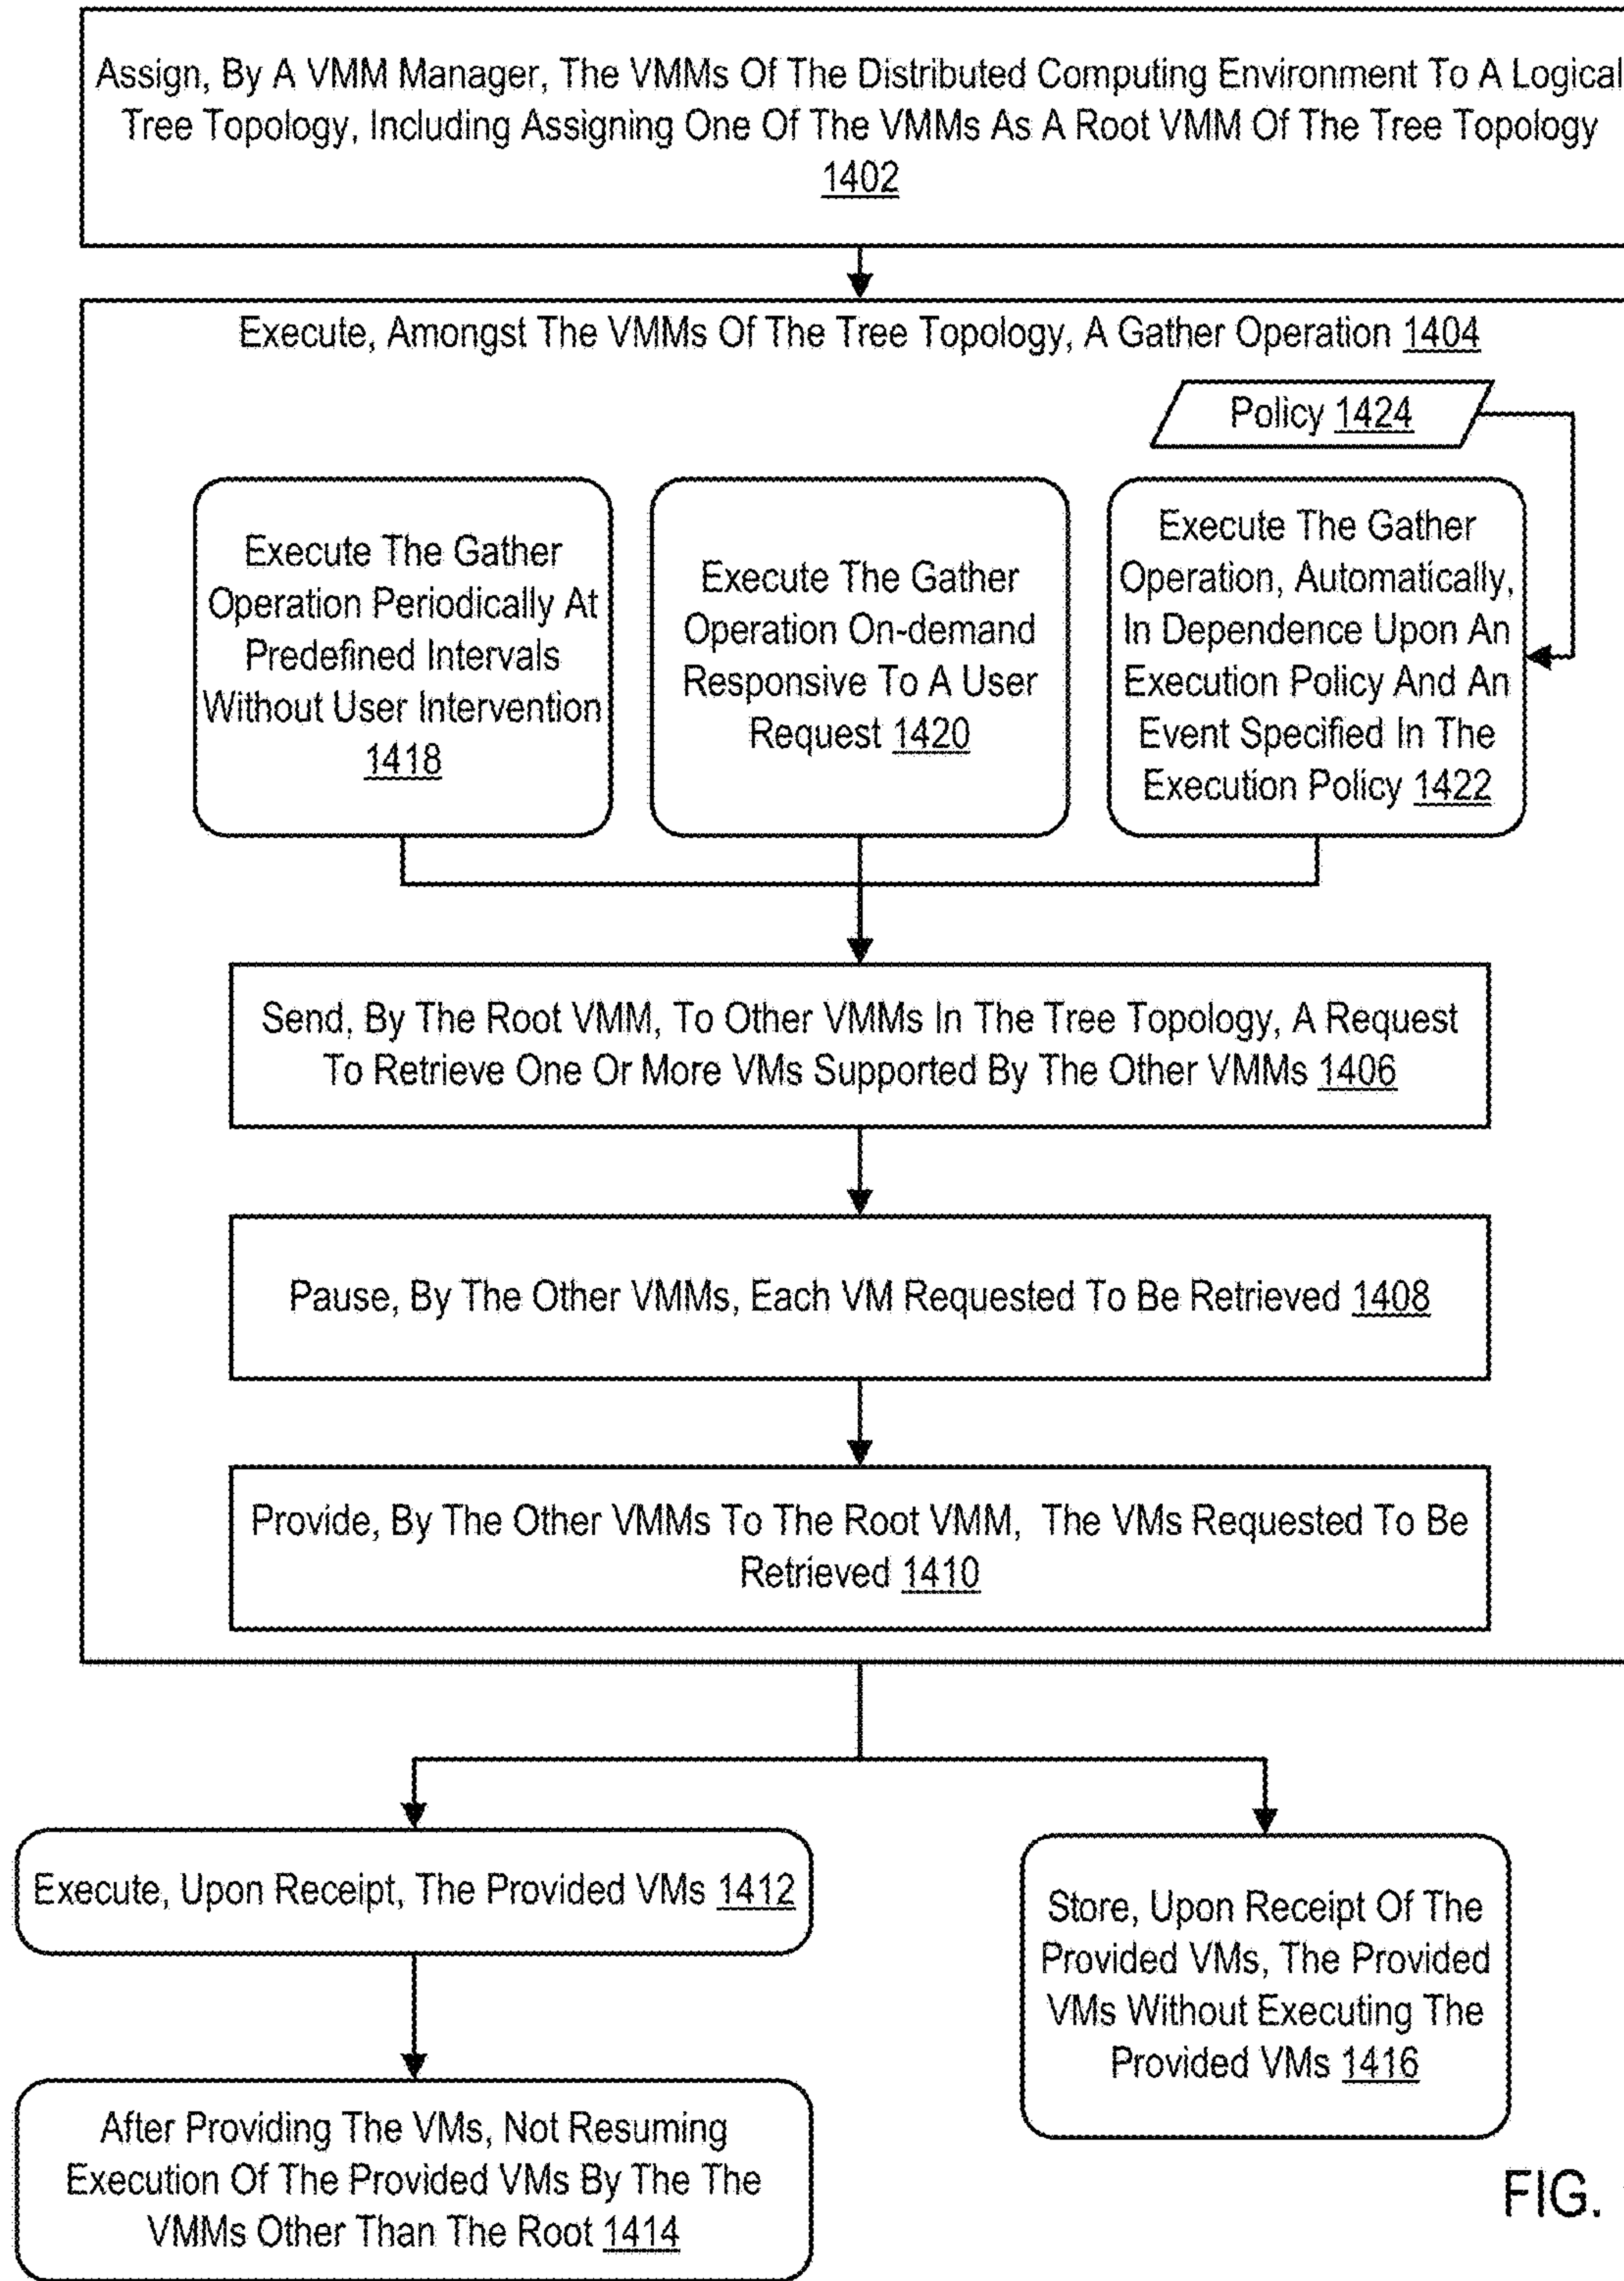 Assign, By A VMM Manager, The VMMs Of The Distributed Computing Environment To A Logical
Tree Topology, Including Assigning One Of The VMMs As A Root VMM Of The Tree Topology
1402
Execute, Amongst The VMMs Of The Tree Topology, A Gather Operation 1404
Policy 1424
Execute The Gather
Operation Periodically At
Predefined Intervals
Without User Intervention
1418
Execute The Gather
Operation On-demand
Responsive To A User
Request 1420
Execute The Gather
Operation, Automatically,
In Dependence Upon An
Execution Policy And An
Event Specified In The
Execution Policy 1422
Send, By The Root VMM, To Other VMMs In The Tree Topology, A Request
To Retrieve One Or More VMs Supported By The Other VMMs 1406
Pause, By The Other VMMs, Each VM Requested To Be Retrieved 1408
Provide, By The Other VMMs To The Root VMM, The VMs Requested To Be
Retrieved 1410
Execute, Upon Receipt, The Provided VMs 1412
After Providing The VMs, Not Resuming
Execution Of The Provided VMs By The The
VMMs Other Than The Root 1414
Store, Upon Receipt Of The
Provided VMs, The Provided
VMs Without Executing The
Provided VMs 1416
FIG.